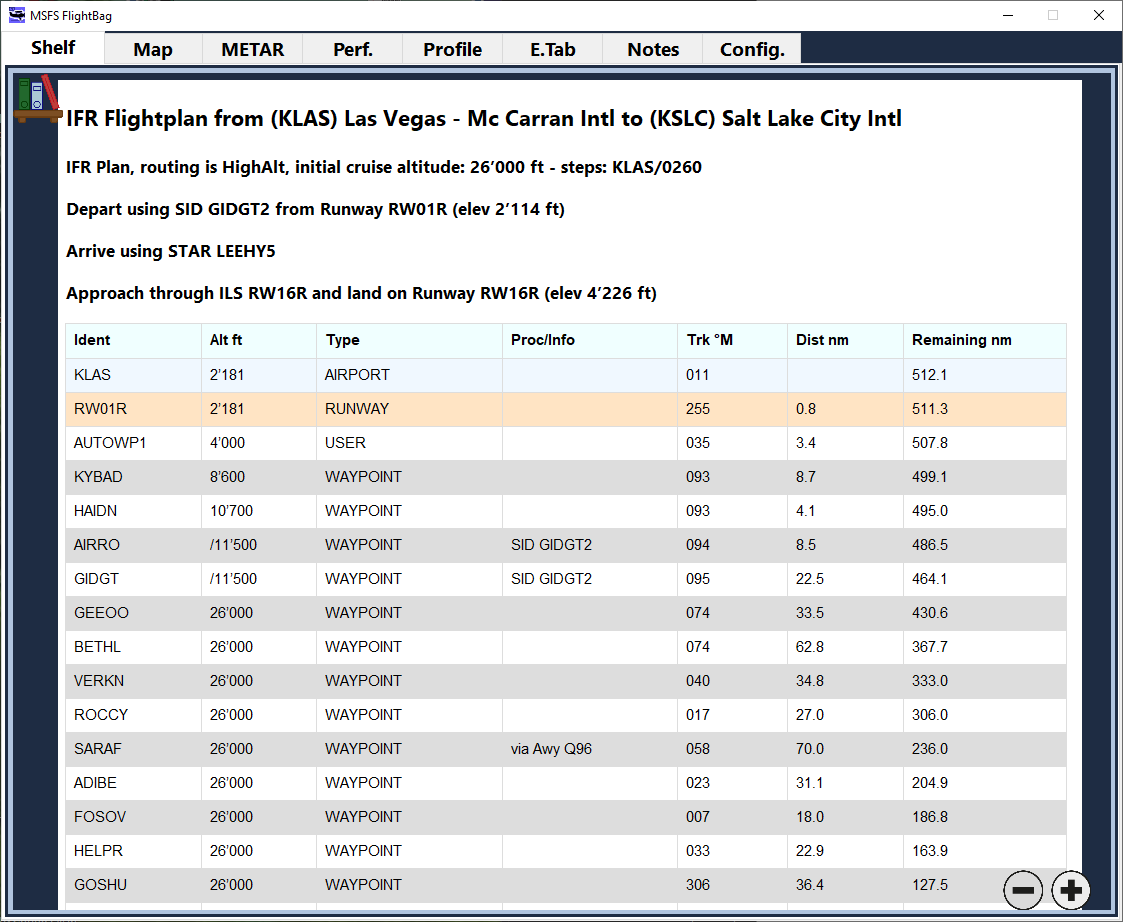 MSFS FlightBag
Shelf Map METAR Perf. Profile E.Tab Notes Config.
IFR Flightplan from (KLAS) Las Vegas - Mc Carran Intl to (KSLC) Salt Lake City Intl
IFR Plan, routing is HighAlt, initial cruise altitude: 26’000 ft - steps: KLAS/0260
Depart using SID GIDGT2 from Runway RW01R (elev 2’114 ft)
Arrive using STAR LEEHY5
Approach through ILS RW16R and land on Runway RW16R (elev 4’226 ft)
Ident Alt ft Type Proc/Info Trk °M Dist nm Remaining nm
KLAS 2’181 AIRPORT 011 512.1
RW01R 2’181 RUNWAY 255 0.8 511.3
AUTOWP1 4’000 USER 035 3.4 507.8
KYBAD 8’600 WAYPOINT 093 8.7 499.1
HAIDN 10’700 WAYPOINT 093 4.1 495.0
AIRRO /11’500 WAYPOINT SID GIDGT2 094 8.5 486.5
GIDGT /11’500 WAYPOINT SID GIDGT2 095 22.5 464.1
GEEOO 26’000 WAYPOINT 074 33.5 430.6
BETHL 26’000 WAYPOINT 074 62.8 367.7
VERKN 26’000 WAYPOINT 040 34.8 333.0
ROCCY 26’000 WAYPOINT 017 27.0 306.0
SARAF 26’000 WAYPOINT via Awy Q96 058 70.0 236.0
ADIBE 26’000 WAYPOINT 023 31.1 204.9
FOSOV 26’000 WAYPOINT 007 18.0 186.8
HELPR 26’000 WAYPOINT 033 22.9 163.9
GOSHU 26’000 WAYPOINT 306 36.4 127.5